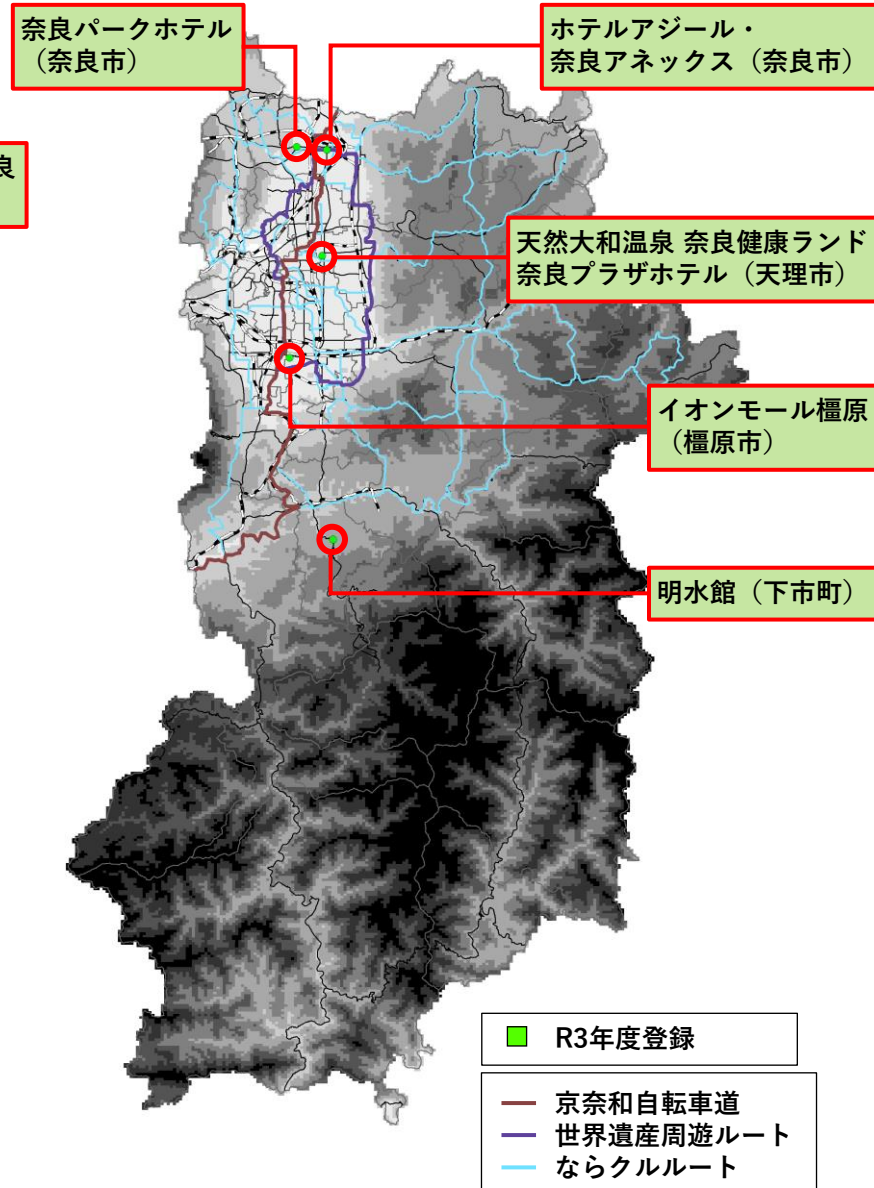 奈良パークホテル
（奈良市）
ホテルアジール・
奈良アネックス（奈良市）
良
天然大和温泉 奈良健康ランド
奈良プラザホテル（天理市）
イオンモール橿原
（橿原市）
明水館（下市町）
R3年度登録
京奈和自転車道
世界遺産周遊ルート
ならクルルート